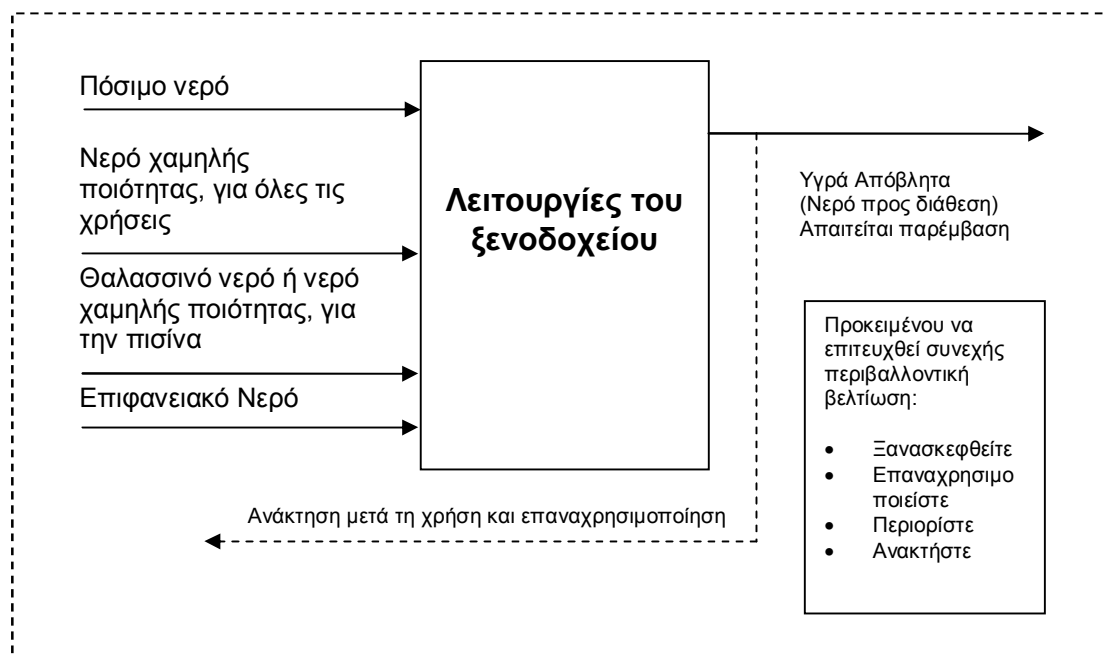 Πόσιμο νερό
Νερό χαμηλής
ποιότητας, για όλες τις
χρήσεις
Θαλασσινό νερό ή νερό
χαμηλής ποιότητας, για
την πισίνα
Επιφανειακό Νερό
Λειτουργίες του
ξενοδοχείου
Υγρά Απόβλητα
(Νερό προς διάθεση)
Απαιτείται παρέμβαση
Προκειμένου να
επιτευχθεί συνεχής
περιβαλλοντική
βελτίωση:
• Ξανασκεφθείτε
• Επαναχρησιμο
ποιείστε
• Περιορίστε
• Ανακτήστε
Ανάκτηση μετά τη χρήση και επαναχρησιμοποίηση